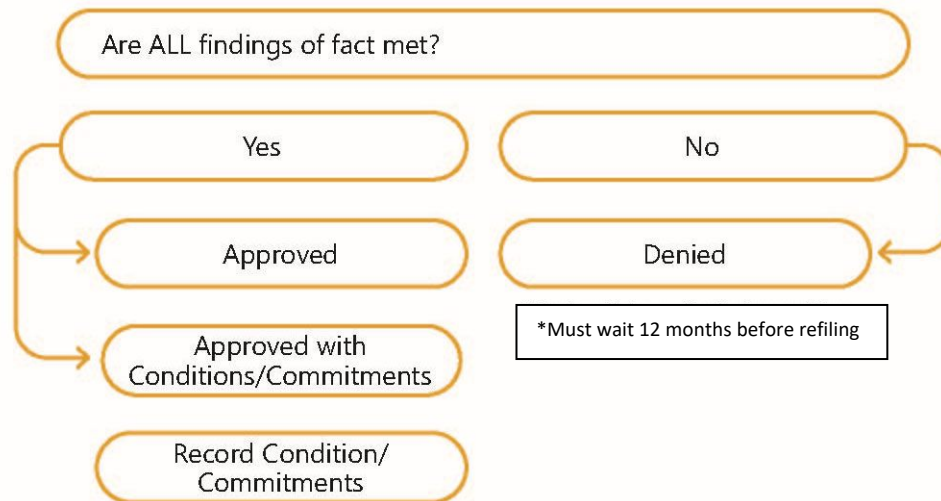 Are ALL findings of fact met?
Yes
No
Approved
Denied
*Must wait 12 months before refiling
Approved with
Conditions/Commitments
Record Condition/
Commitments